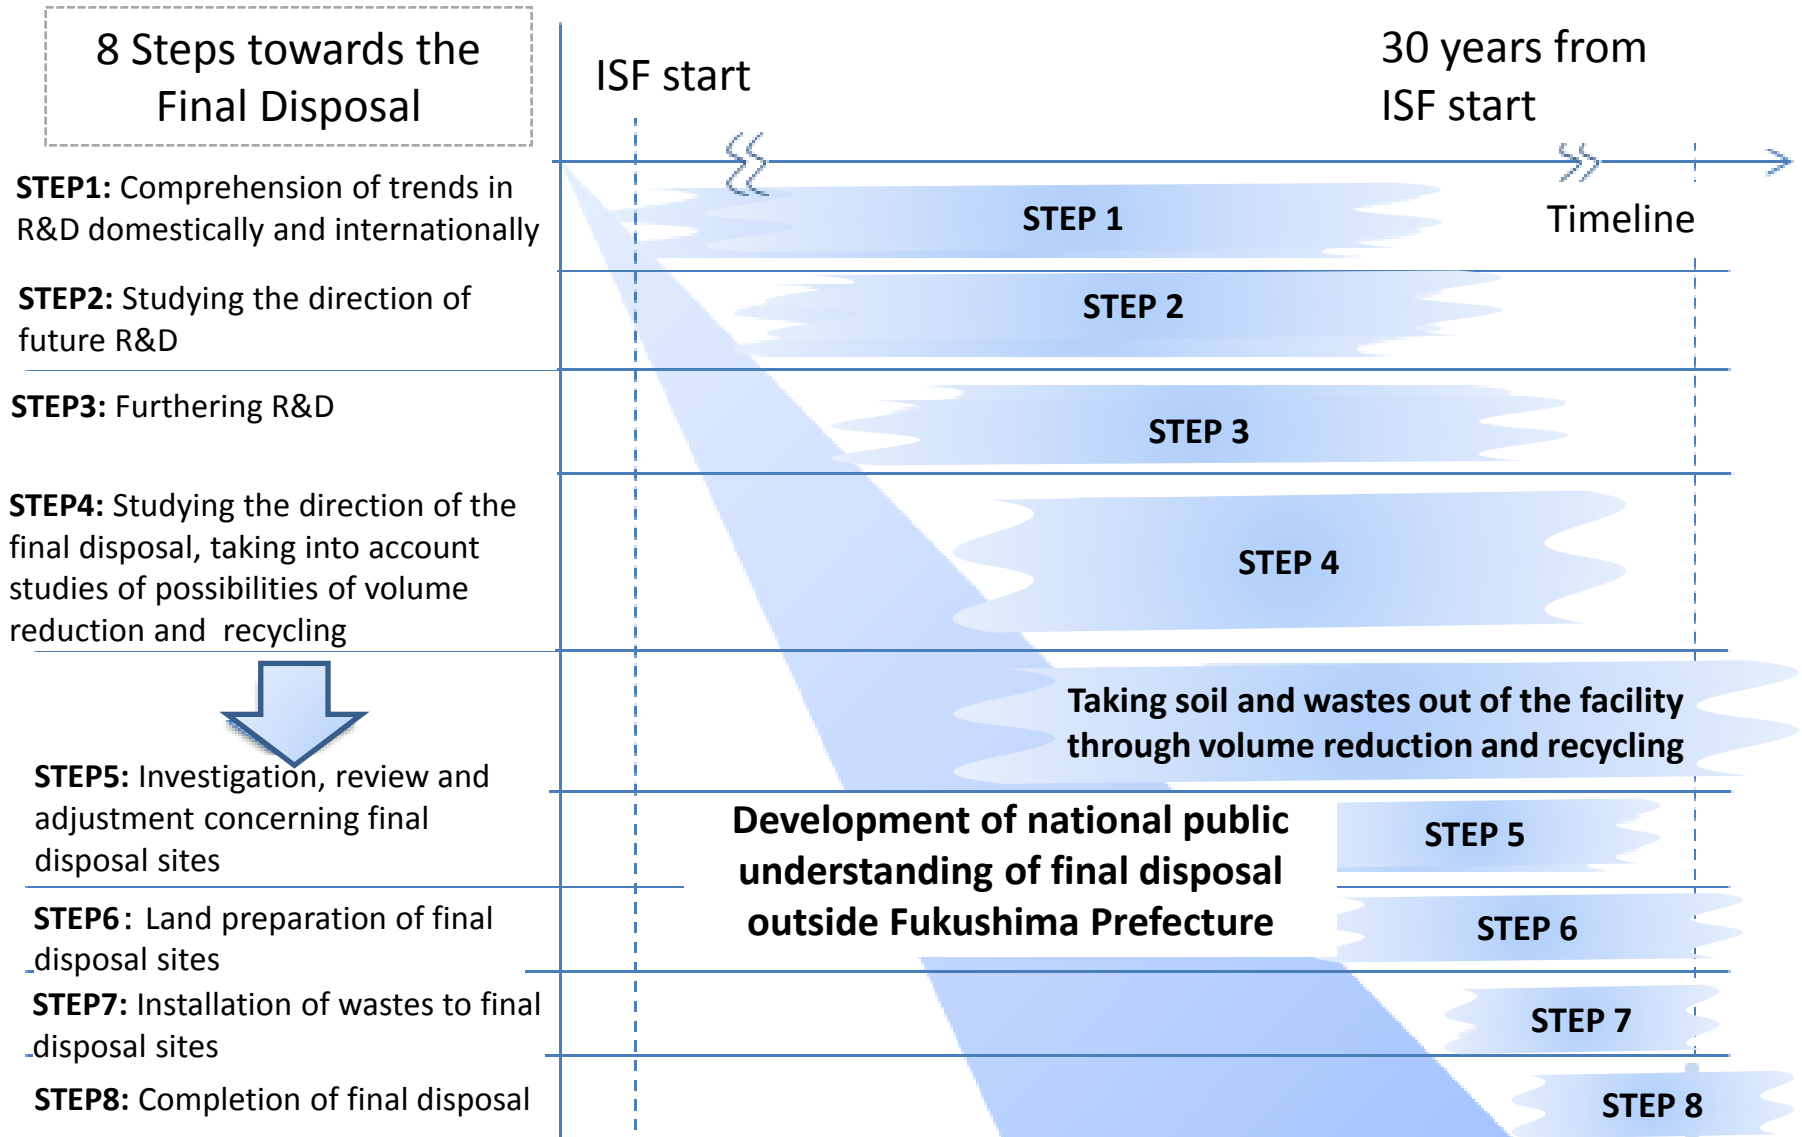 8 Steps towards the
Final Disposal
ISF start
30 years from
ISF start
Timeline
STEP1: Comprehension of trends in
R&D domestically and internationally
STEP 1
STEP2: Studying the direction of
future R&D
STEP 2
STEP3: Furthering R&D
STEP 3
STEP4: Studying the direction of the
final disposal, taking into account
studies of possibilities of volume
reduction and  recycling
STEP 4
Taking soil and wastes out of the facility
through volume reduction and recycling
STEP5: Investigation, review and
adjustment concerning final
disposal sites
STEP 5
Development of national public
understanding of final disposal
outside Fukushima Prefecture
STEP6: Land preparation of final
disposal sites
STEP 6
STEP7: Installation of wastes to final
disposal sites
STEP 7
STEP8: Completion of final disposal
STEP 8